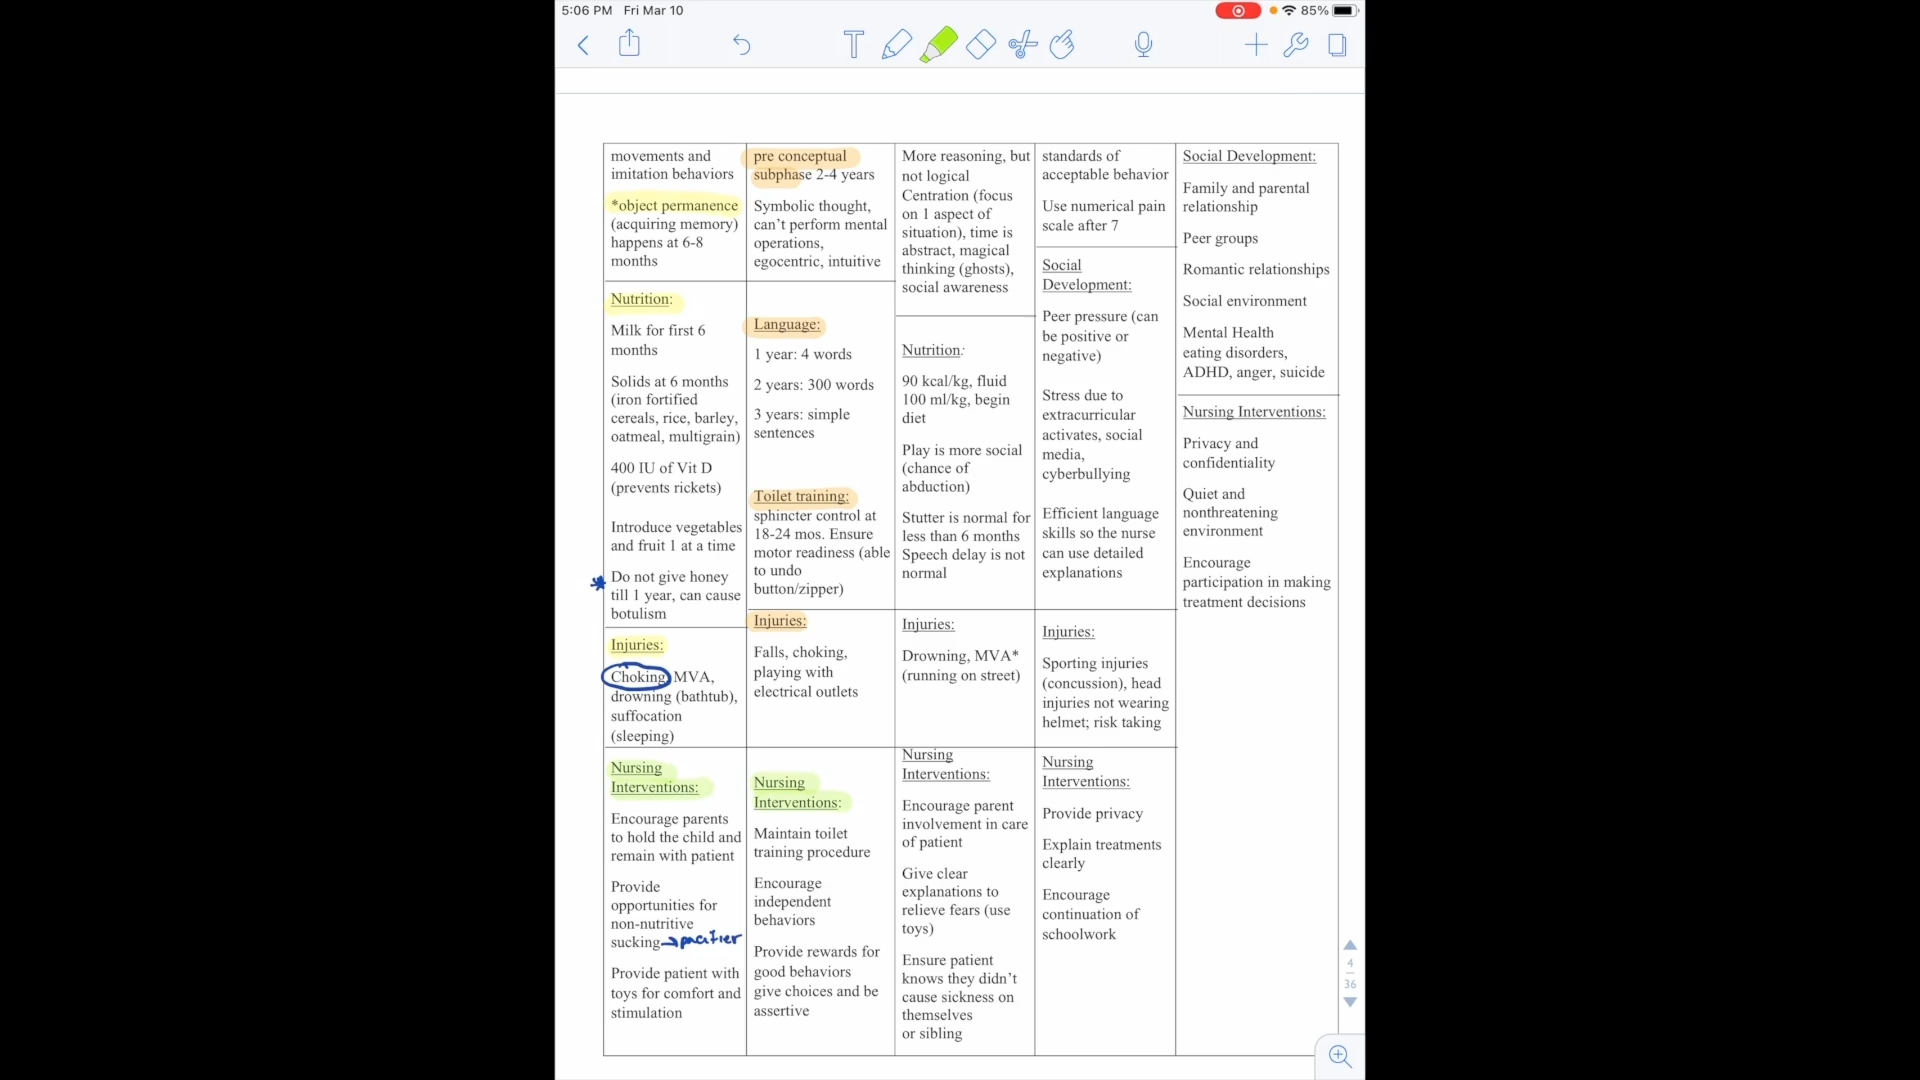 5:06 PM Fri Mar 10
85%
movements and
imitation behaviors
*object permanence
(acquiring memory)
happens at 6-8
months
Nutrition:
Milk for first 6
months
Solids at 6 months
(iron fortified
cereals, rice, barley,
oatmeal, multigrain)
400 IU of Vit D
(prevents rickets)
Introduce vegetables
and fruit 1 at a time
* Do not give honey
till 1 year, can cause
botulism
Injuries:
Choking, MVA,
drowning (bathtub),
suffocation
(sleeping)
Nursing
Interventions:
Encourage parents
to hold the child and
remain with patient
Provide
opportunities for
non-nutritive
sucking → pacifier
Provide patient with
toys for comfort and
stimulation
pre conceptual
subphase 2-4 years
Symbolic thought,
can't perform mental
operations,
egocentric, intuitive
Language:
1 year: 4 words
2 years: 300 words
3 years: simple
sentences
Toilet training:
sphincter control at
18-24 mos. Ensure
motor readiness (able
to undo
button/zipper)
Injuries:
Falls, choking,
playing with
electrical outlets
Nursing
Interventions:
Maintain toilet
training procedure
Encourage
independent
behaviors
Provide rewards for
good behaviors
give choices and be
assertive
More reasoning, but
not logical
Centration (focus
on 1 aspect of
situation), time is
abstract, magical
thinking (ghosts),
social awareness
Nutrition:
90 kcal/kg, fluid
100 ml/kg, begin
diet
Play is more social
(chance of
abduction)
Stutter is normal for
less than 6 months
Speech delay is not
normal
Injuries:
Drowning, MVA*
(running on street)
Nursing
Interventions:
Encourage parent
involvement in care
of patient
Give clear
explanations to
relieve fears (use
toys)
Ensure patient
knows they didn't
cause sickness on
themselves
or sibling
standards of
acceptable behavior
Use numerical pain
scale after 7
Social
Development:
Peer pressure (can
be positive or
negative)
Stress due to
extracurricular
activates, social
media,
cyberbullying
Efficient language
skills so the nurse
can use detailed
explanations
Injuries:
Sporting injuries
(concussion), head
injuries not wearing
helmet; risk taking
Nursing
Interventions:
Provide privacy
Explain treatments
clearly
Encourage
continuation of
schoolwork
Social Development:
Family and parental
relationship
Peer groups
Romantic relationships
Social environment
Mental Health
eating disorders,
ADHD, anger, suicide
Nursing Interventions:
Privacy and
confidentiality
Quiet and
nonthreatening
environment
Encourage
participation in making
treatment decisions
4
36